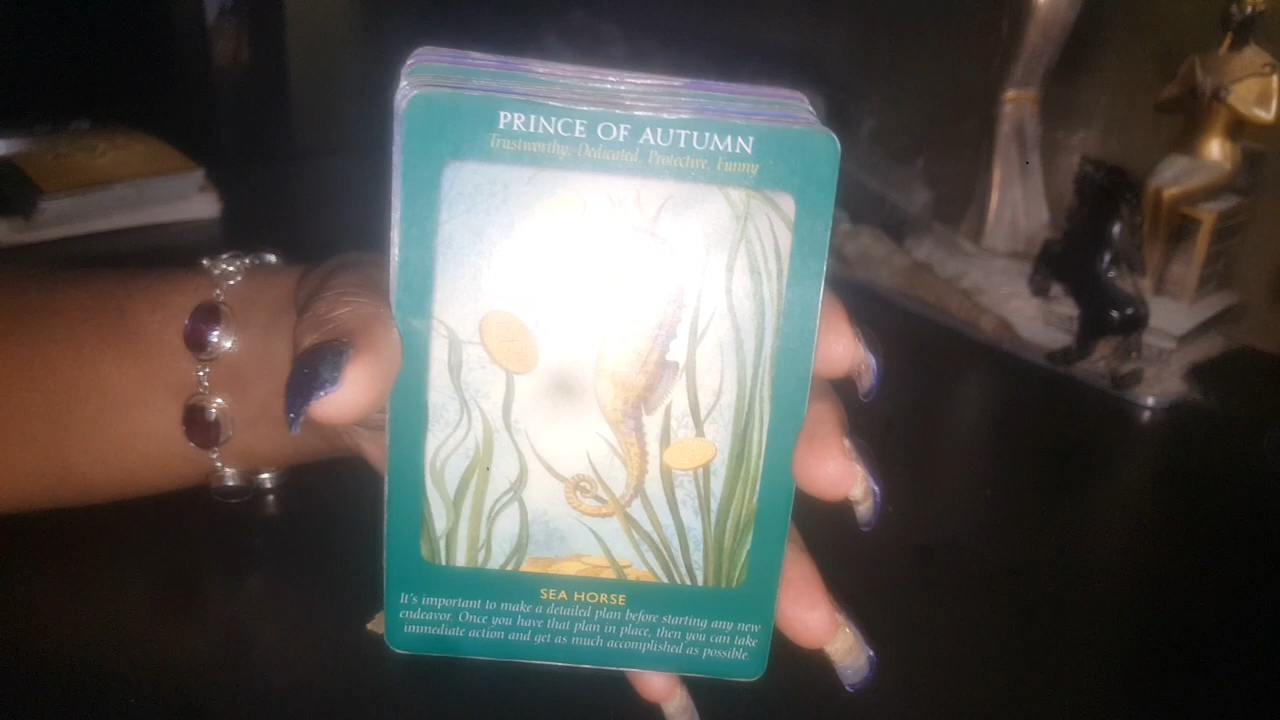 PRINCE OF AUTUMN
Trustworthy, Dedicated, Protective, Funny
SEA HORSE
It's important to make a detailed plan before starting any new
endeavor. Once you have that plan in place, then you can take
immediate action and get as much accomplished as possible.